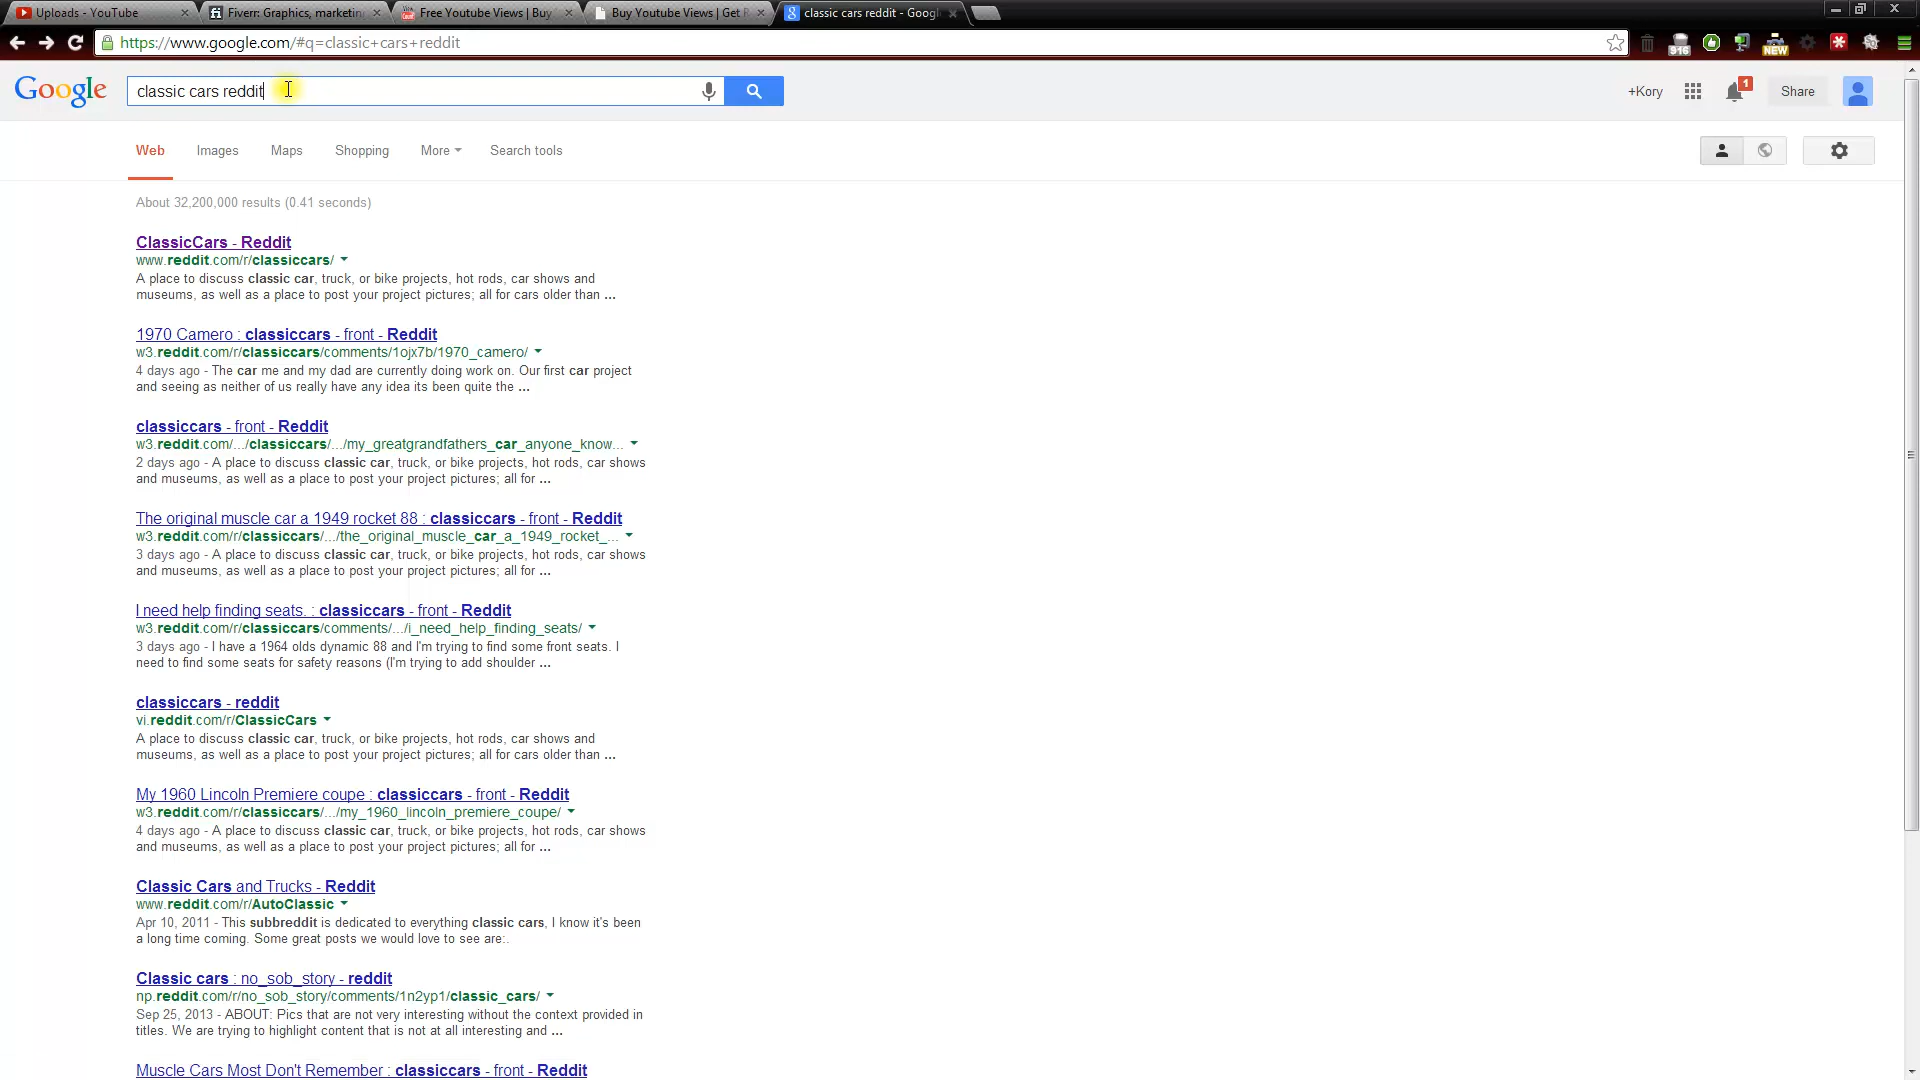 Uploads - YouTube
Fiverr: Graphics, marketin
Free Youtube Views | Buy
Buy Youtube Views | Get R
classic cars reddit - Googl
https://www.google.com/#q=classic+cars+reddit
916
NEW
Google
classic cars reddit
+Kory
1
Share
Web
Images
Maps
Shopping
More
Search tools
About 32,200,000 results (0.41 seconds)
ClassicCars - Reddit
www.reddit.com/r/classiccars/
A place to discuss classic car, truck, or bike projects, hot rods, car shows and
museums, as well as a place to post your project pictures; all for cars older than ...
1970 Camero : classiccars - front - Reddit
w3.reddit.com/r/classiccars/comments/1ojx7b/1970_camero/
4 days ago - The car me and my dad are currently doing work on. Our first car project
and seeing as neither of us really have any idea its been quite the ...
classiccars - front - Reddit
w3.reddit.com/.../classiccars/.../my_greatgrandfathers_car_anyone_know...
2 days ago - A place to discuss classic car, truck, or bike projects, hot rods, car shows
and museums, as well as a place to post your project pictures; all for ...
The original muscle car a 1949 rocket 88 : classiccars - front - Reddit
w3.reddit.com/r/classiccars/.../the_original_muscle_car_a_1949_rocket_...
3 days ago - A place to discuss classic car, truck, or bike projects, hot rods, car shows
and museums, as well as a place to post your project pictures; all for ...
I need help finding seats. : classiccars - front - Reddit
w3.reddit.com/r/classiccars/comments/.../i_need_help_finding_seats/
3 days ago - I have a 1964 olds dynamic 88 and I'm trying to find some front seats. I
need to find some seats for safety reasons (I'm trying to add shoulder ...
classiccars - reddit
vi.reddit.com/r/ClassicCars
A place to discuss classic car, truck, or bike projects, hot rods, car shows and
museums, as well as a place to post your project pictures; all for cars older than ...
My 1960 Lincoln Premiere coupe : classiccars - front - Reddit
w3.reddit.com/r/classiccars/.../my_1960_lincoln_premiere_coupe/
4 days ago - A place to discuss classic car, truck, or bike projects, hot rods, car shows
and museums, as well as a place to post your project pictures; all for ...
Classic Cars and Trucks - Reddit
www.reddit.com/r/AutoClassic
Apr 10, 2011 - This subbreddit is dedicated to everything classic cars, I know it's been
a long time coming. Some great posts we would love to see are:.
Classic cars : no_sob_story - reddit
np.reddit.com/r/no_sob_story/comments/1n2yp1/classic_cars/
Sep 25, 2013 - ABOUT: Pics that are not very interesting without the context provided in
titles. We are trying to highlight content that is not at all interesting and ...
Muscle Cars Most Don't Remember : classiccars - front - Reddit